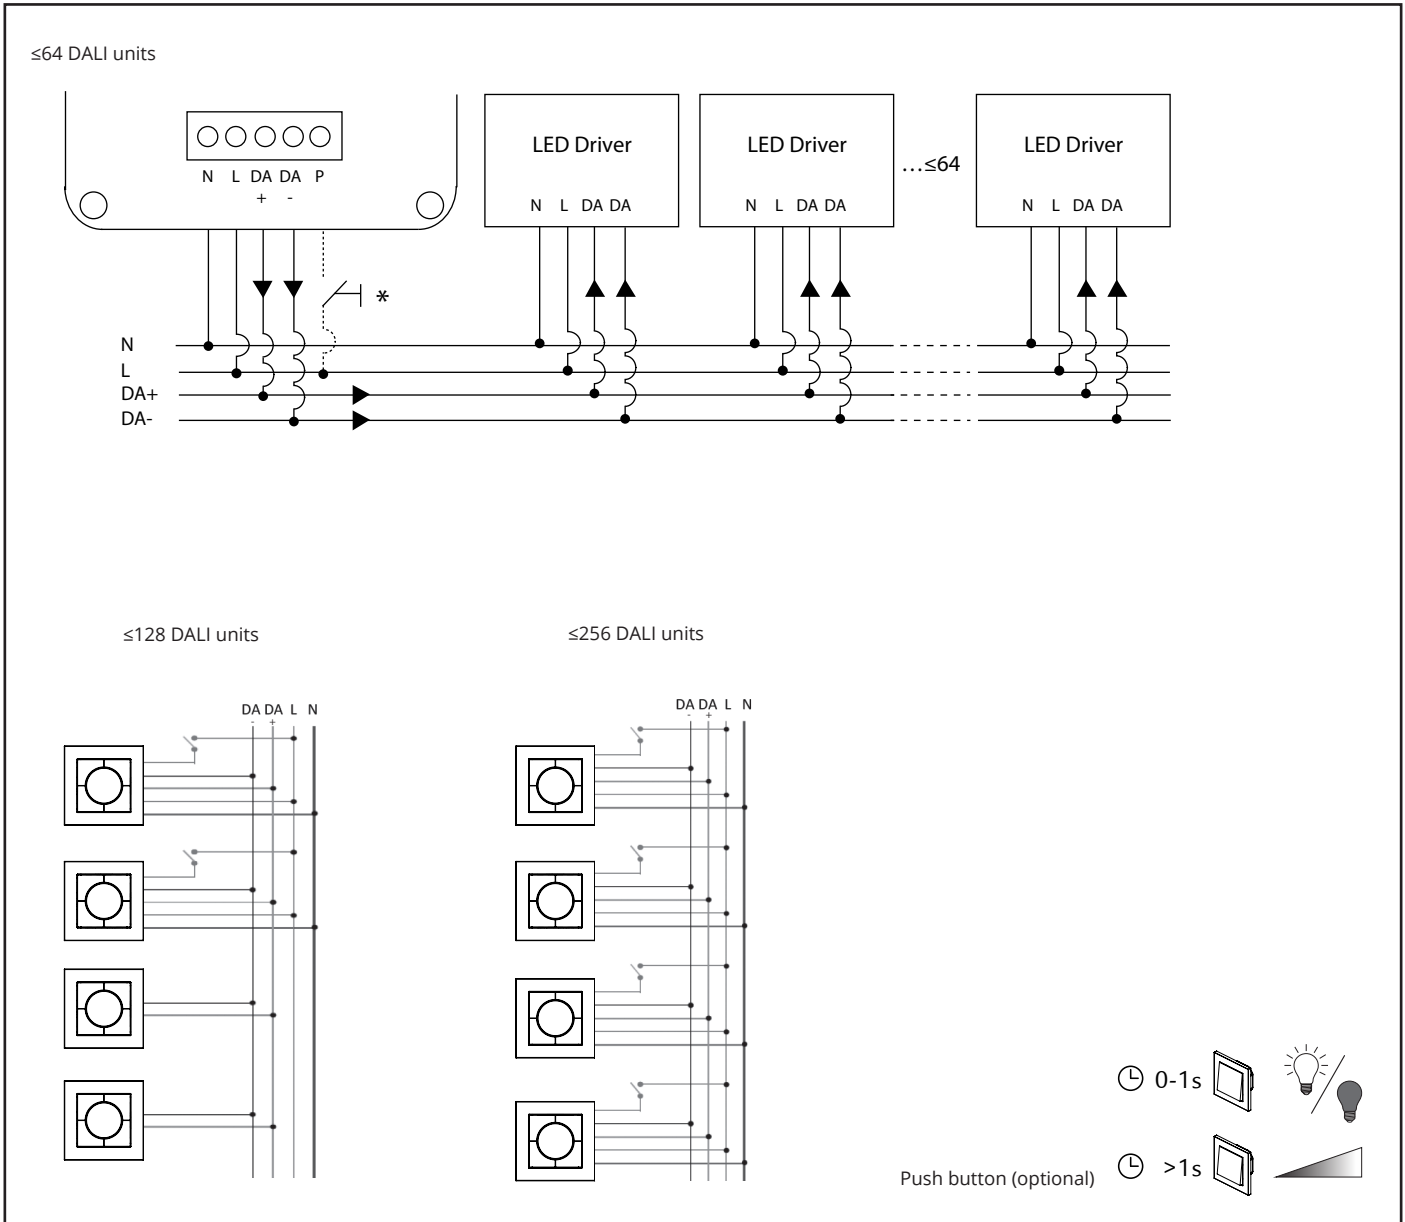 ≤64 DALI units
N L DA DA P
+ -
LED Driver
N L DA DA
LED Driver
N L DA DA
...≤64
LED Driver
N L DA DA
*
N
L
DA+
DA-
≤128 DALI units
DA DA L N
- +
≤256 DALI units
DA DA L N
- +
0-1s
Push button (optional)
>1s